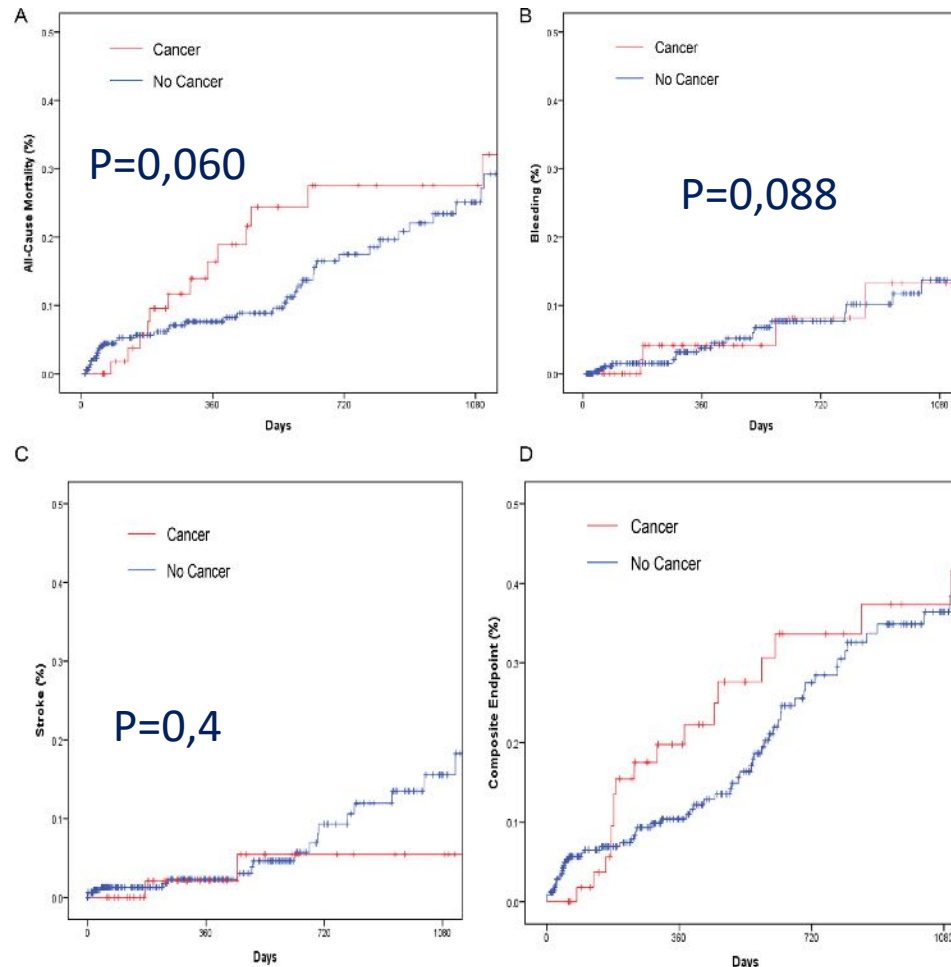 A
0.5
Cancer
No Cancer
0.4
0.3
P=0,060
0.2
0.1
0.0
All-Cause Mortality (%)
0
360
720
1080
Days
B
0.5
Cancer
No Cancer
0.4
0.3
P=0,088
0.2
0.1
0.0
Bleeding (%)
0
360
720
1080
Days
C
0.5
Cancer
No Cancer
0.4
0.3
0.2
P=0,4
0.1
0.0
Stroke (%)
0
360
720
1080
Days
D
0.5
Cancer
No Cancer
0.4
0.3
0.2
0.1
0.0
Composite Endpoint (%)
0
360
720
1080
Days